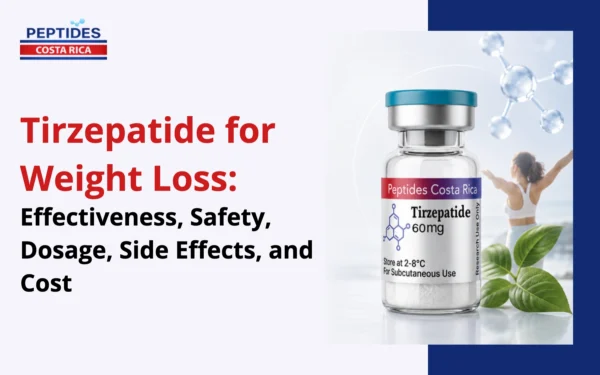 PEPTIDES
COSTA RICA
Tirzepatide for
Weight Loss:
Effectiveness, Safety,
Dosage, Side Effects, and
Cost
Peptides Costa Rica
Tirzepatide
60mg
Store at 2-8°C
For Subcutaneous Use
Research Use Only